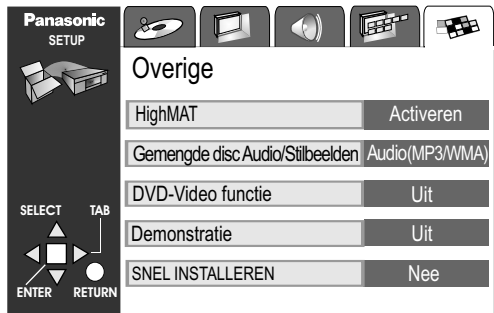 Panasonic
SETUP
Overige
HighMAT Activeren
Gemengde disc Audio/Stilbeelden Audio(MP3/WMA)
DVD-Video functie Uit
Demonstratie Uit
SNEL INSTALLEREN Nee
SELECT TAB
ENTER RETURN